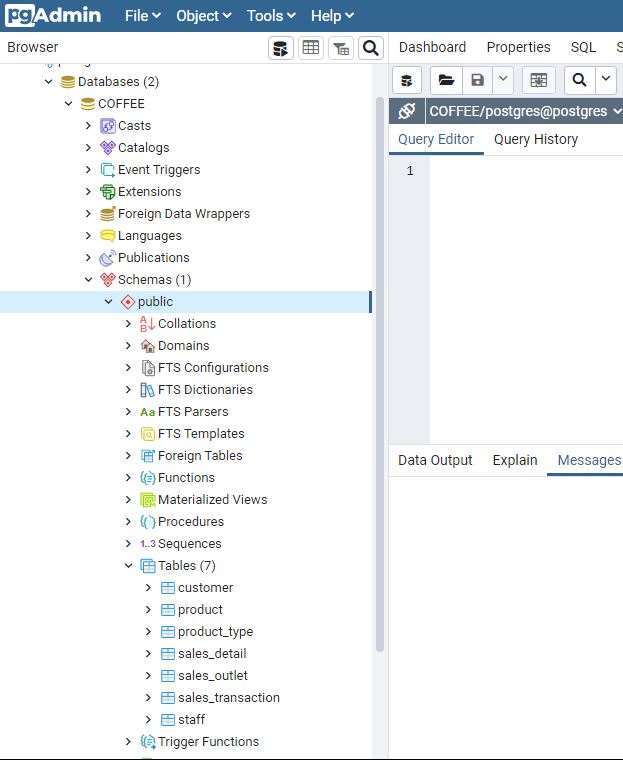 pgAdmin File Object Tools Help
Browser
Dashboard Properties SQL S
Databases (2)
COFFEE
Casts
Catalogs
Event Triggers
Extensions
Foreign Data Wrappers
Languages
Publications
Schemas (1)
public
Collations
Domains
FTS Configurations
FTS Dictionaries
Aa FTS Parsers
FTS Templates
Foreign Tables
Functions
Materialized Views
Procedures
1..3 Sequences
Tables (7)
customer
product
product_type
sales_detail
sales_outlet
sales_transaction
staff
Trigger Functions
COFFEE/postgres@postgres
Query Editor Query History
1
Data Output Explain Messages